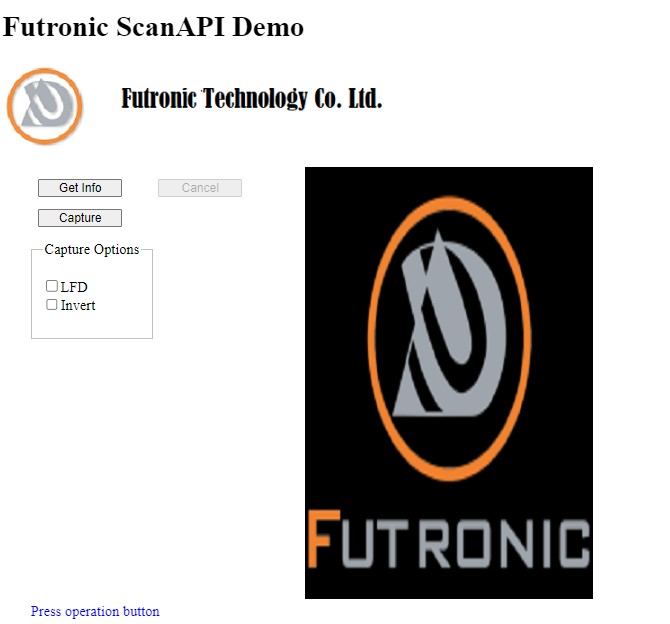 Futronic ScanAPI Demo
Futronic Technology Co. Ltd.
Get Info
Cancel
Capture
Capture Options
LFD
Invert
FUTRONIC
Press operation button